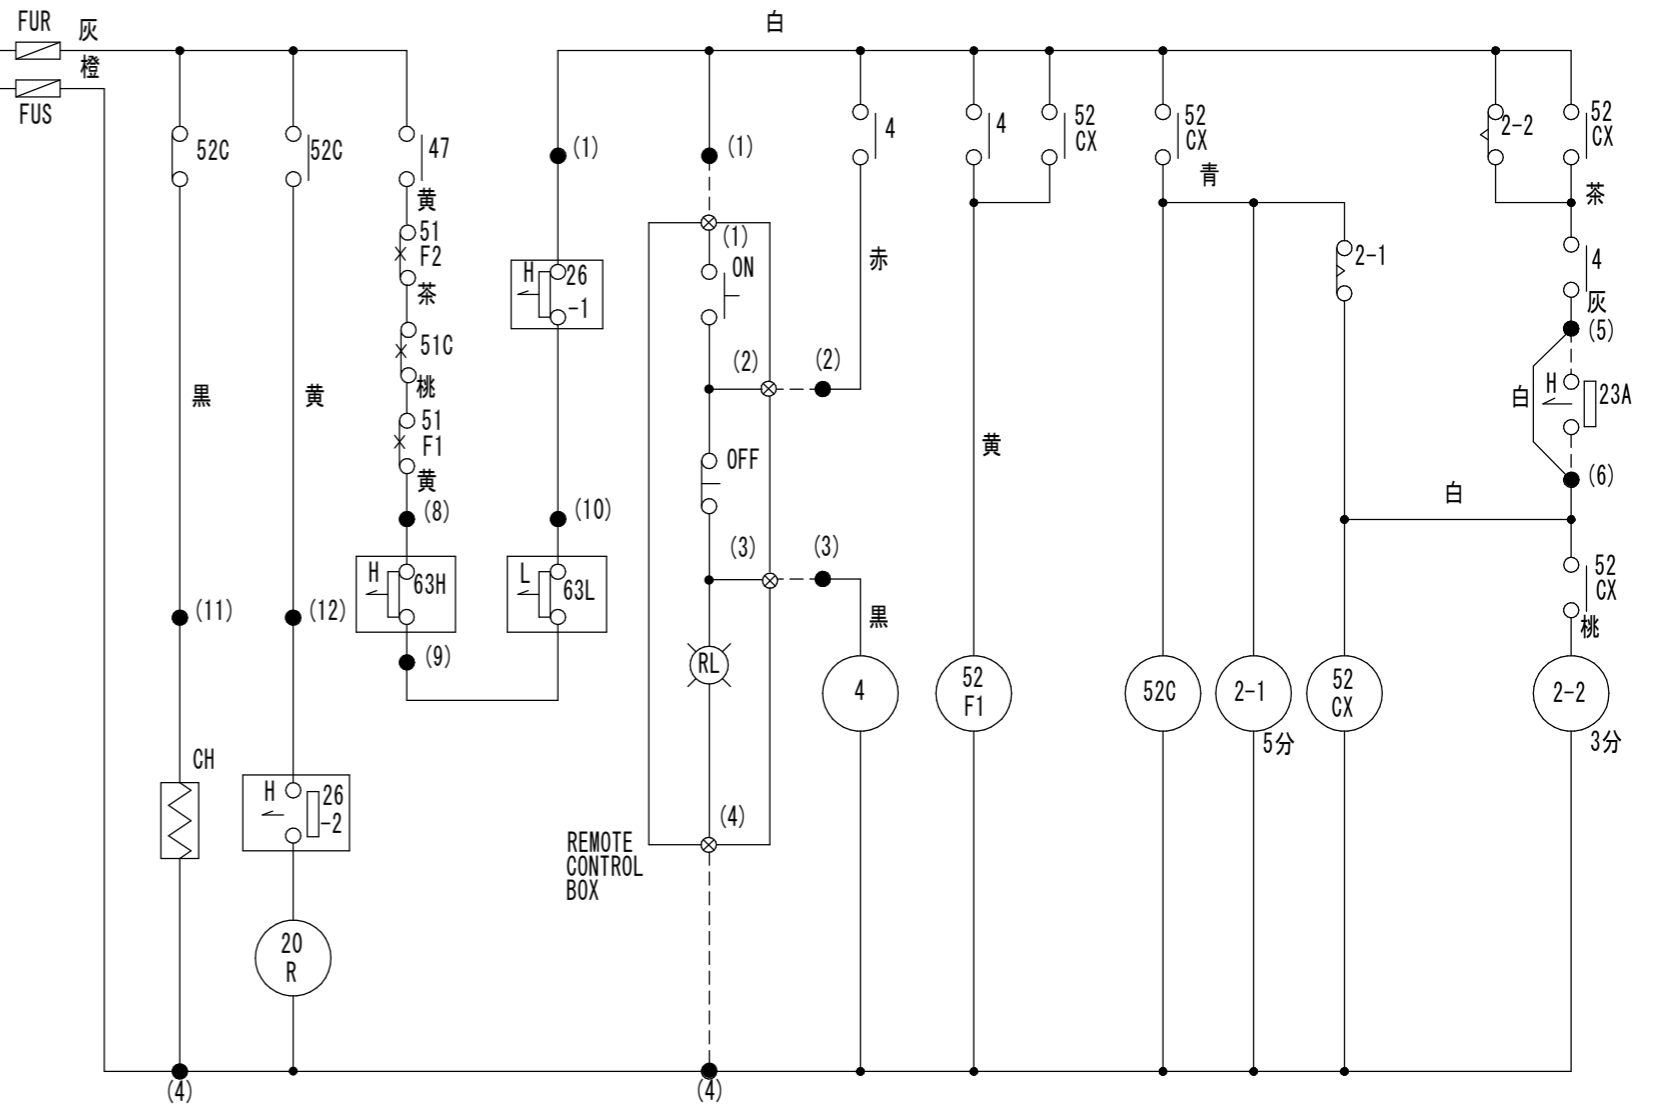 FUR
灰
橙
FUS
白
52C
52C
47
黄
51
F2
茶
51C
桃
51
F1
黄
(8)
H
63H
(9)
黒
黄
(11)
(12)
CH
H
26
-2
20
R
(4)
(1)
H
26
-1
(10)
L
63L
(1)
(1)
ON
(2)
(2)
OFF
(3)
(3)
RL
(4)
REMOTE
CONTROL
BOX
(4)
4
赤
黒
4
4
52
CX
黄
52
F1
52
CX
青
2-1
52C
2-1
5分
52
CX
白
2-2
52
CX
茶
4
灰
(5)
白
H
23A
(6)
52
CX
桃
2-2
3分